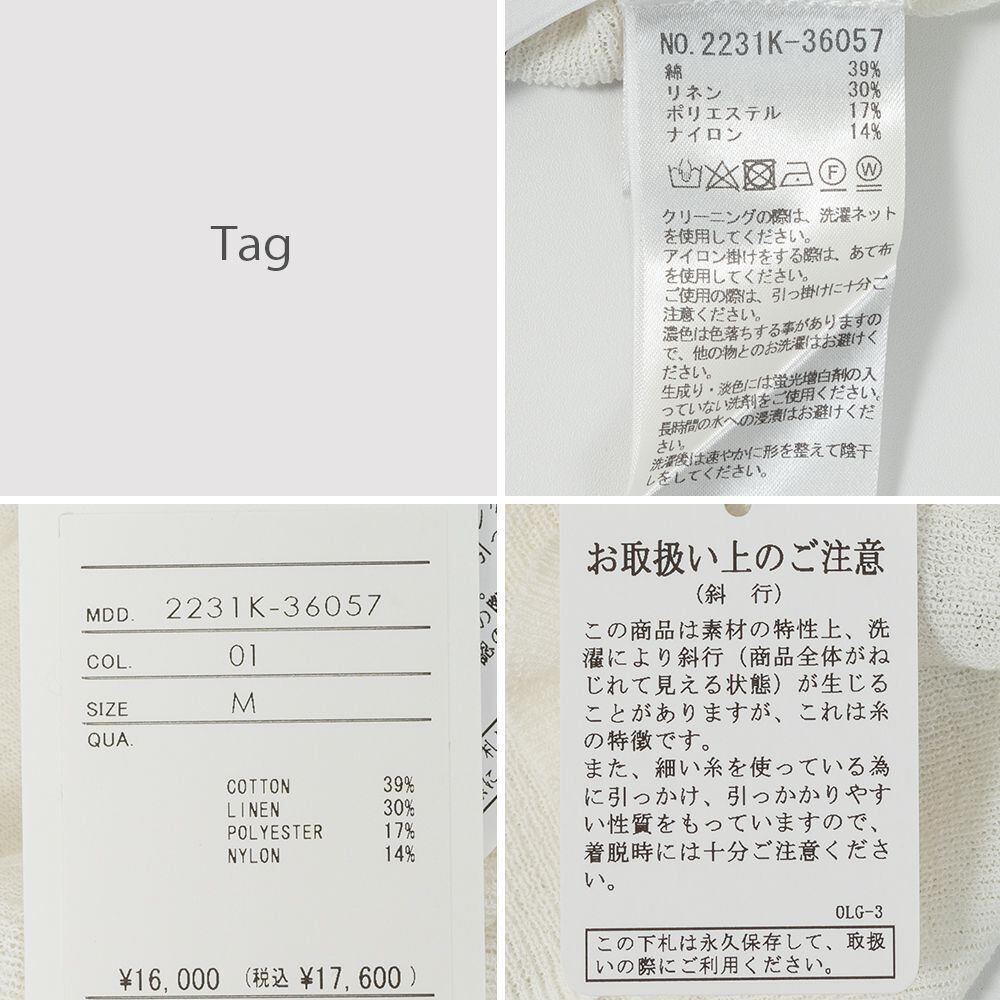 Tag
NO. 2231K-36057
綿 39%
リネン 30%
ポリエステル 17%
ナイロン 14%
F W
クリーニングの際は、洗濯ネット
を使用してください。
アイロン掛けをする際は、あて布
を使用してください。
ご使用の際は、引っ掛けに十分ご
注意ください。
濃色は色落ちする事がありますの
で、他の物とのお洗濯はお避けく
ださい。
生成り・淡色には蛍光増白剤の入
っていない洗剤をご使用ください。
長時間の水への浸漬はお避けくだ
さい。
洗濯後は速やかに形を整えて陰干
しをしてください。
MDD. 2231K-36057
COL. 01
SIZE M
QUA.
COTTON 39%
LINEN 30%
POLYESTER 17%
NYLON 14%
¥16,000 (税込 ¥17,600)
お取扱い上のご注意
(斜 行)
この商品は素材の特性上、洗
濯により斜行(商品全体がね
じれて見える状態)が生じる
ことがありますが、これは糸
の特徴です。
また、細い糸を使っている為
に引っかけ、引っかかりやす
い性質をもっていますので、
着脱時には十分ご注意くださ
い。
OLG-3
この下札は永久保存して、取扱
いの際にご利用ください。